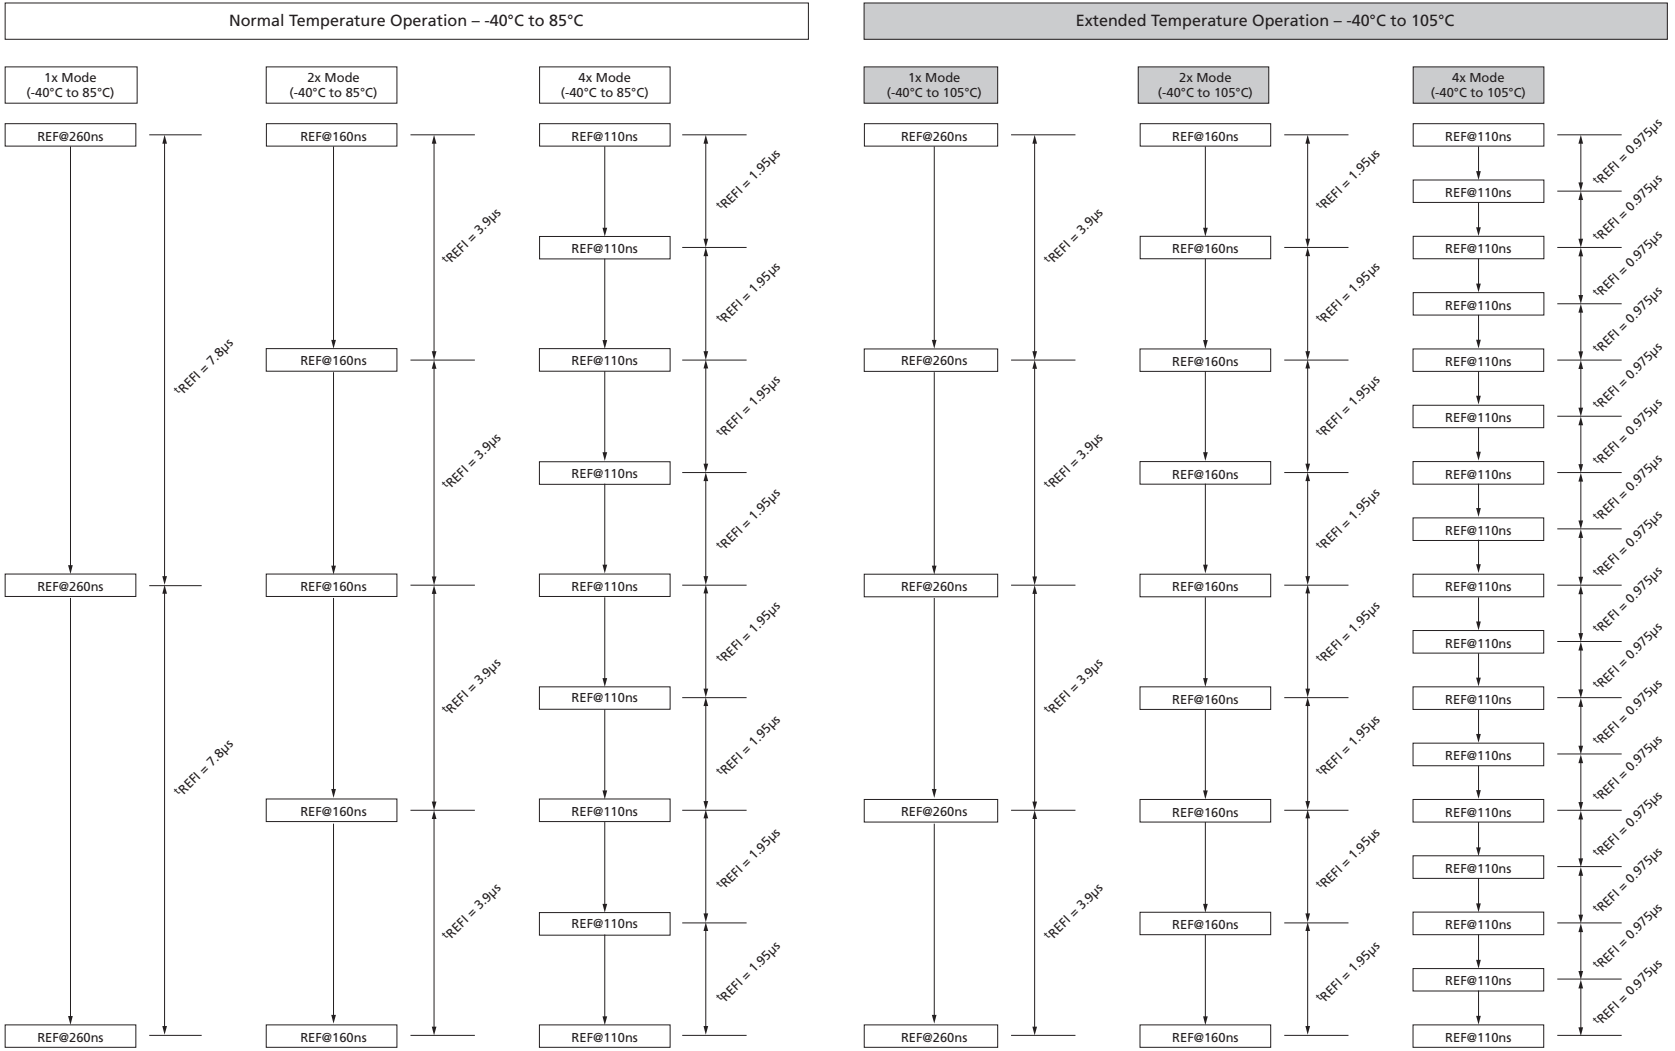 Normal Temperature Operation – -40°C to 85°C
1x Mode
(-40°C to 85°C)
REF@260ns
tREFI = 7.8µs
REF@260ns
tREFI = 7.8µs
REF@260ns
2x Mode
(-40°C to 85°C)
REF@160ns
tREFI = 3.9µs
REF@160ns
tREFI = 3.9µs
REF@160ns
tREFI = 3.9µs
REF@160ns
tREFI = 3.9µs
REF@160ns
4x Mode
(-40°C to 85°C)
REF@110ns
tREFI = 1.95µs
REF@110ns
tREFI = 1.95µs
REF@110ns
tREFI = 1.95µs
REF@110ns
tREFI = 1.95µs
REF@110ns
tREFI = 1.95µs
REF@110ns
tREFI = 1.95µs
REF@110ns
tREFI = 1.95µs
REF@110ns
tREFI = 1.95µs
REF@110ns
Extended Temperature Operation – -40°C to 105°C
1x Mode
(-40°C to 105°C)
REF@260ns
tREFI = 3.9µs
REF@260ns
tREFI = 3.9µs
REF@260ns
tREFI = 3.9µs
REF@260ns
tREFI = 3.9µs
REF@260ns
2x Mode
(-40°C to 105°C)
REF@160ns
tREFI = 1.95µs
REF@160ns
tREFI = 1.95µs
REF@160ns
tREFI = 1.95µs
REF@160ns
tREFI = 1.95µs
REF@160ns
tREFI = 1.95µs
REF@160ns
tREFI = 1.95µs
REF@160ns
tREFI = 1.95µs
REF@160ns
tREFI = 1.95µs
REF@160ns
4x Mode
(-40°C to 105°C)
REF@110ns
tREFI = 0.975µs
REF@110ns
tREFI = 0.975µs
REF@110ns
tREFI = 0.975µs
REF@110ns
tREFI = 0.975µs
REF@110ns
tREFI = 0.975µs
REF@110ns
tREFI = 0.975µs
REF@110ns
tREFI = 0.975µs
REF@110ns
tREFI = 0.975µs
REF@110ns
tREFI = 0.975µs
REF@110ns
tREFI = 0.975µs
REF@110ns
tREFI = 0.975µs
REF@110ns
tREFI = 0.975µs
REF@110ns
tREFI = 0.975µs
REF@110ns
tREFI = 0.975µs
REF@110ns
tREFI = 0.975µs
REF@110ns
tREFI = 0.975µs
REF@110ns